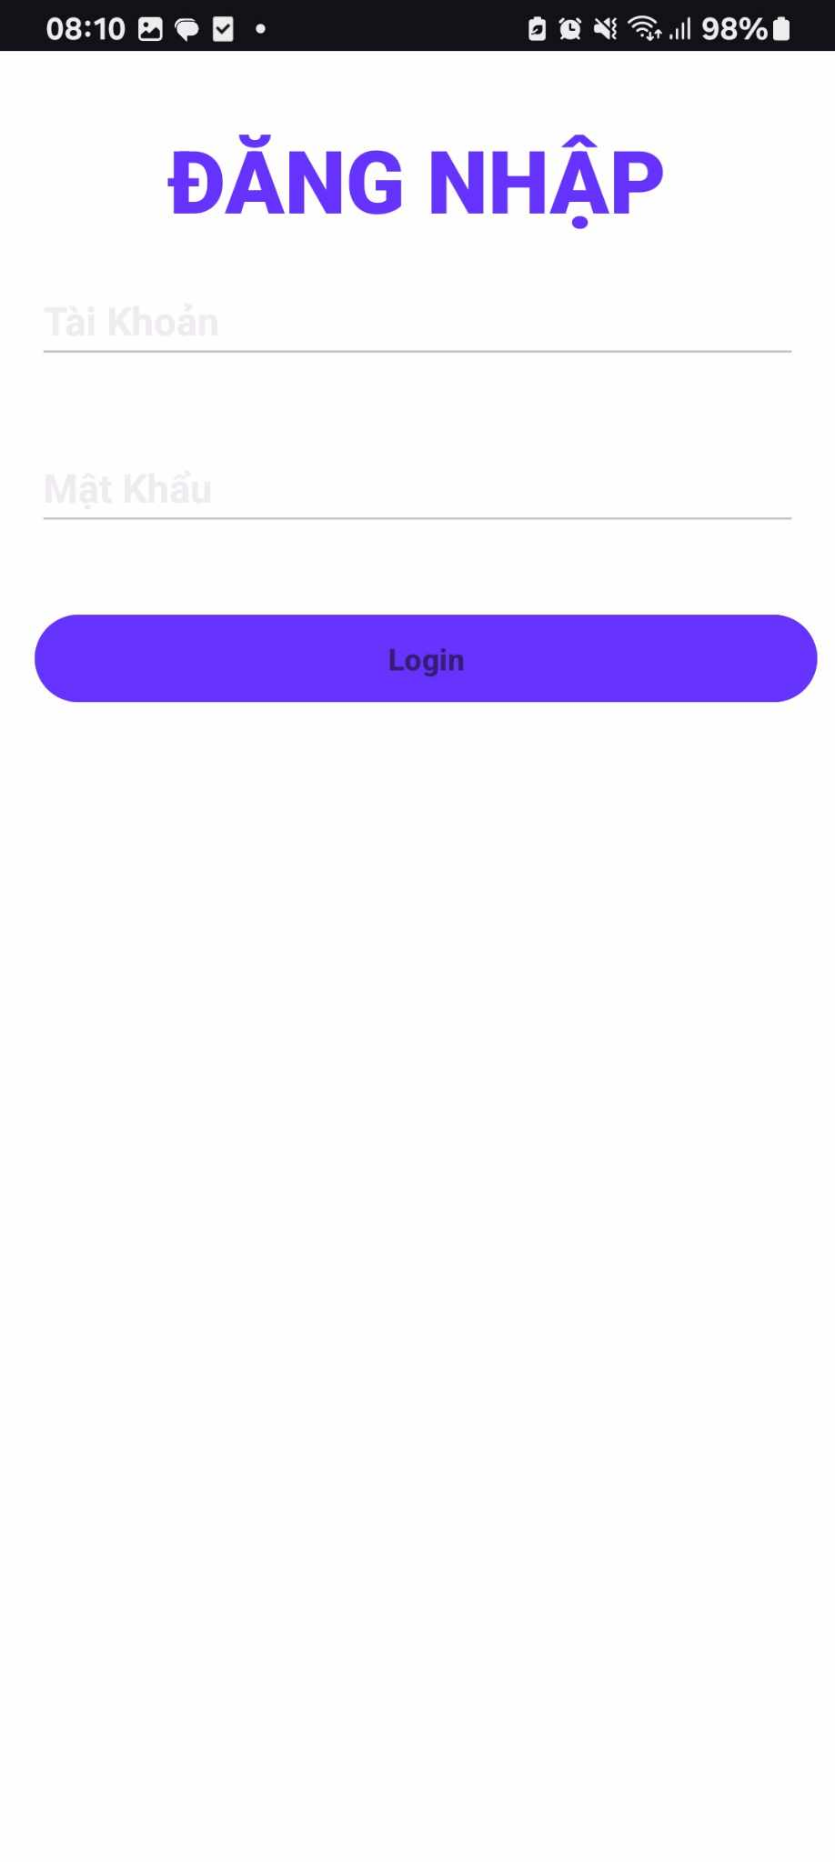 08:10 98%
ĐĂNG NHẬP
Tài Khoản
Mật Khẩu
Login